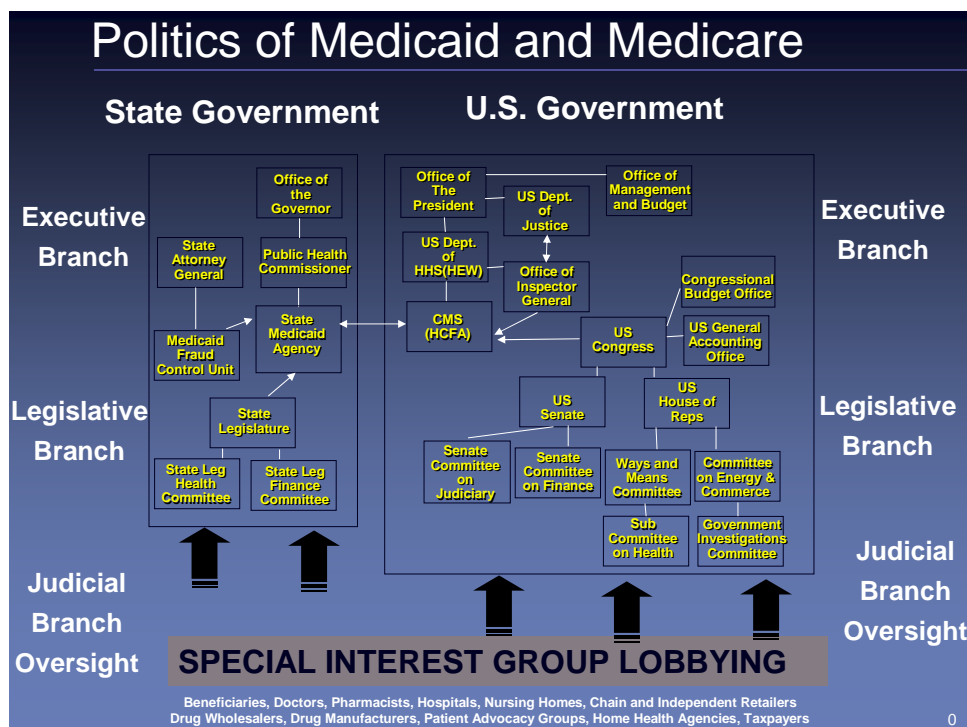 Politics of Medicaid and Medicare
State Government
U.S. Government
Executive
Branch
Legislative
Branch
Judicial
Branch
Oversight
Office of
the
Governor
State
Attorney
General
Public Health
Commissioner
Medicaid
Fraud
Control Unit
State
Medicaid
Agency
State
Legislature
State Leg
Health
Committee
State Leg
Finance
Committee
Office of
The
President
US Dept.
of
Justice
Office of
Management
and Budget
US Dept.
of
HHS(HEW)
Office of
Inspector
General
CMS
(HCFA)
Congressional
Budget Office
US
Congress
US General
Accounting
Office
US
Senate
US
House of
Reps
Senate
Committee
on
Judiciary
Senate
Committee
on Finance
Ways and
Means
Committee
Committee
on Energy &
Commerce
Sub
Committee
on Health
Government
Investigations
Committee
Executive
Branch
Legislative
Branch
Judicial
Branch
Oversight
SPECIAL INTEREST GROUP LOBBYING
Beneficiaries, Doctors, Pharmacists, Hospitals, Nursing Homes, Chain and Independent Retailers
Drug Wholesalers, Drug Manufacturers, Patient Advocacy Groups, Home Health Agencies, Taxpayers
0